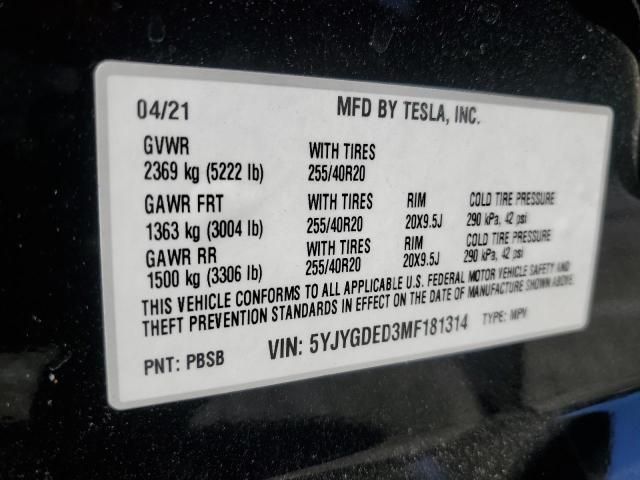 04/21 MFD BY TESLA, INC.
GVWR WITH TIRES
2369 kg (5222 lb) 255/40R20
GAWR FRT WITH TIRES RIM COLD TIRE PRESSURE
1363 kg (3004 lb) 255/40R20 20X9.5J 290 kPa, 42 psi
GAWR RR WITH TIRES RIM COLD TIRE PRESSURE
1500 kg (3306 lb) 255/40R20 20X9.5J 290 kPa, 42 psi
THIS VEHICLE CONFORMS TO ALL APPLICABLE U.S. FEDERAL MOTOR VEHICLE SAFETY AND
THEFT PREVENTION STANDARDS IN EFFECT ON THE DATE OF MANUFACTURE SHOWN ABOVE.
PNT: PBSB VIN: 5YJYGDED3MF181314 TYPE: MPV